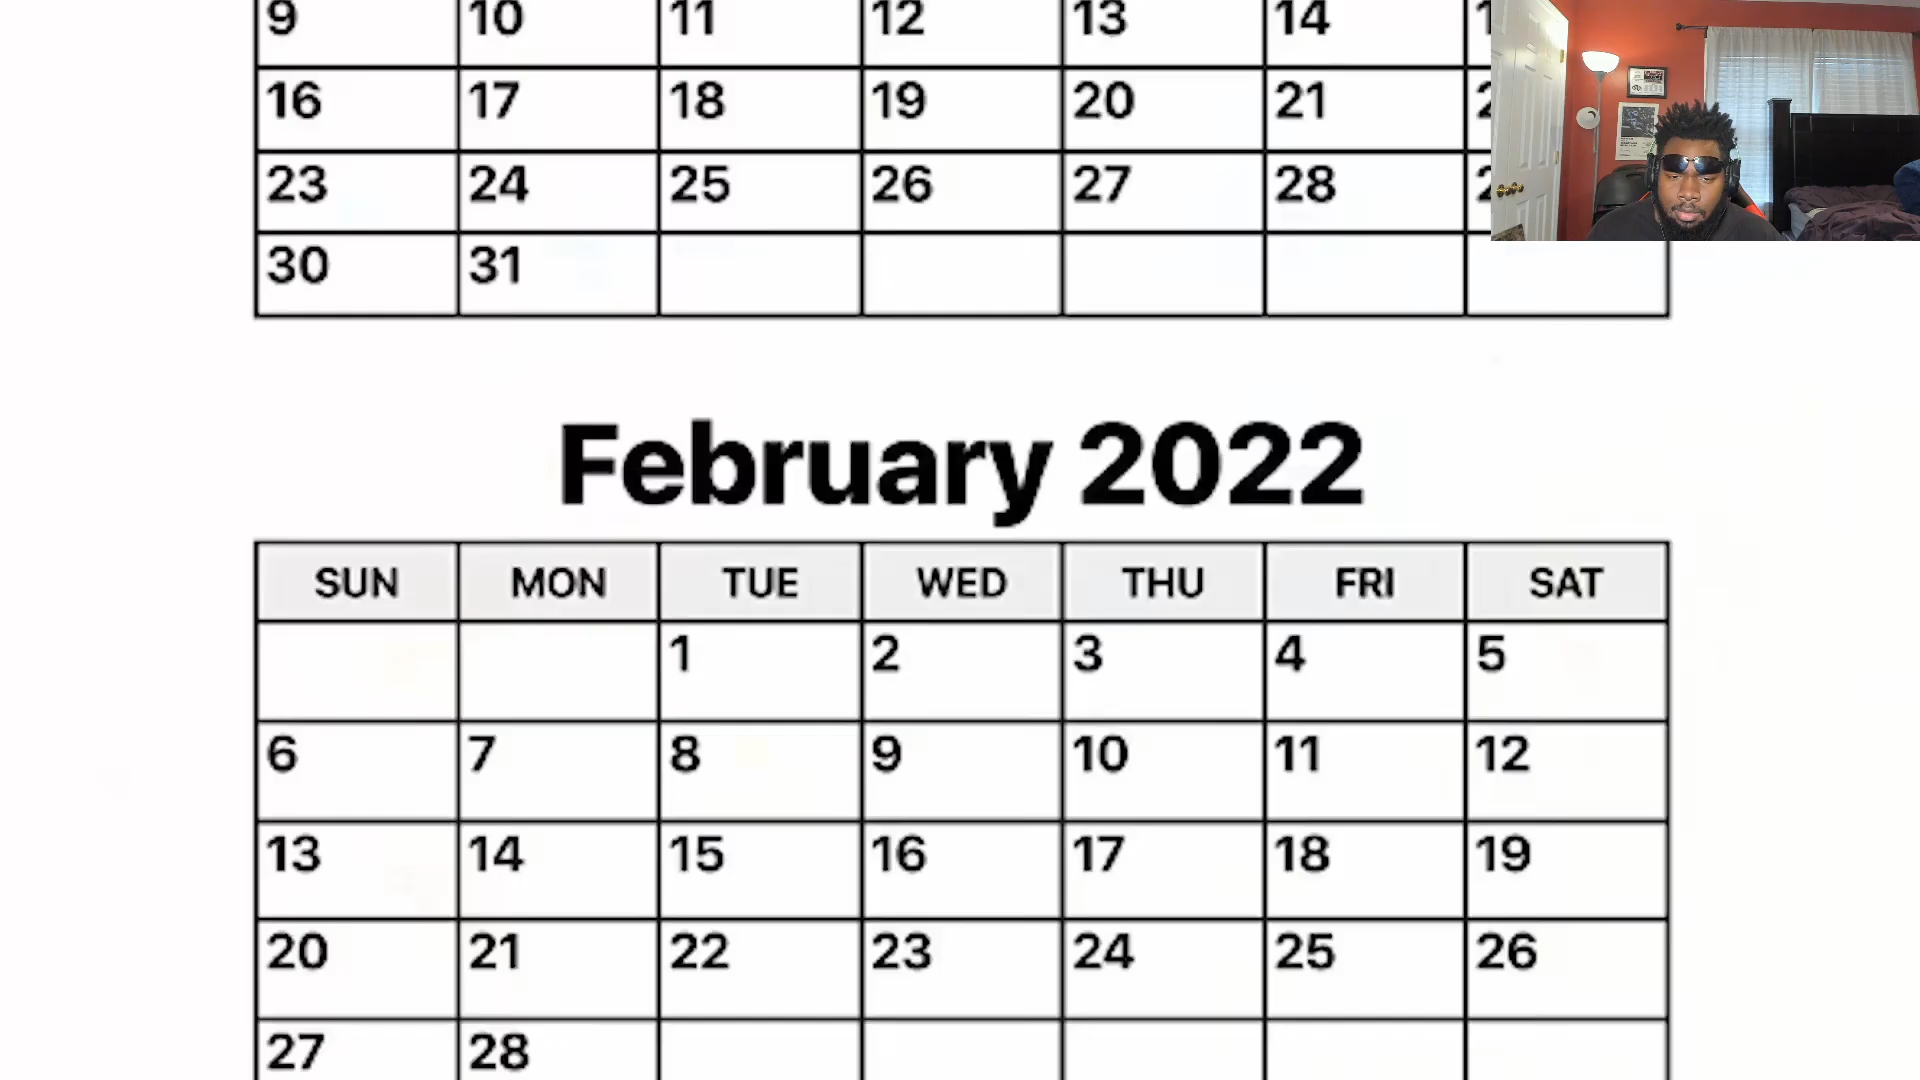 9 10 11 12 13 14
16 17 18 19 20 21
23 24 25 26 27 28
30 31
February 2022
SUN MON TUE WED THU FRI SAT
1 2 3 4 5
6 7 8 9 10 11 12
13 14 15 16 17 18 19
20 21 22 23 24 25 26
27 28